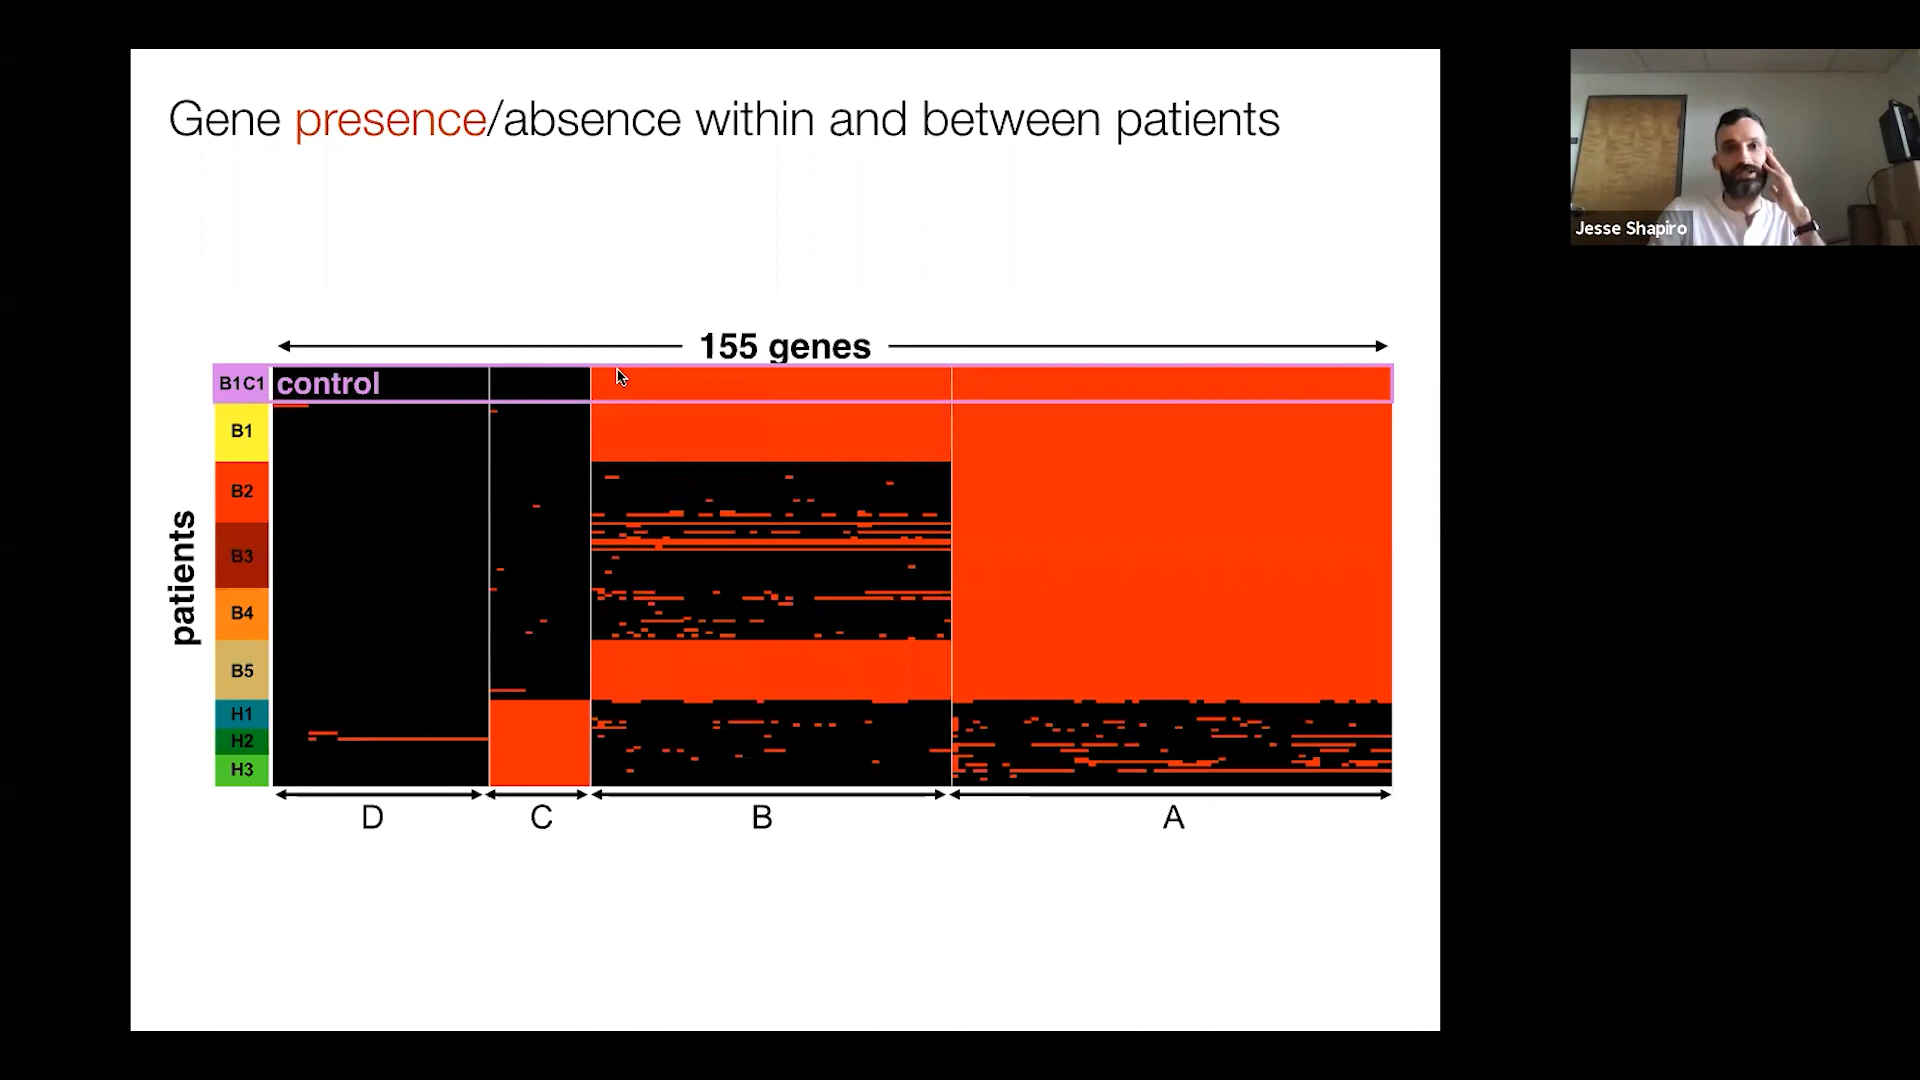 Gene presence/absence within and between patients
Jesse Shapiro
155 genes
B1C1 control
B1
B2
B3
B4
B5
H1
H2
H3
patients
D C B A